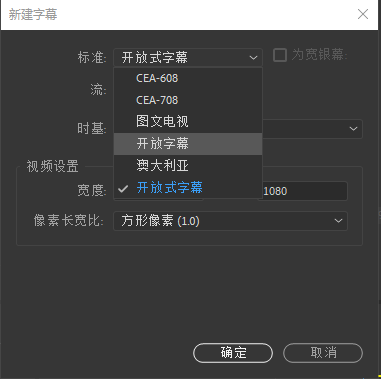 新建字幕
标准: 开放式字幕 为宽银幕:
CEA-608
流: CEA-708
图文电视
时基:
开放字幕
视频设置 澳大利亚
宽度: 开放式字幕 1080
像素长宽比: 方形像素 (1.0)
确定 取消